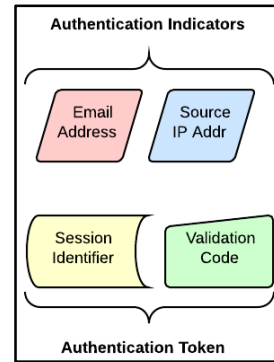 Authentication Indicators
Email
Address
Source
IP Addr
Session
Identifier
Validation
Code
Authentication Token